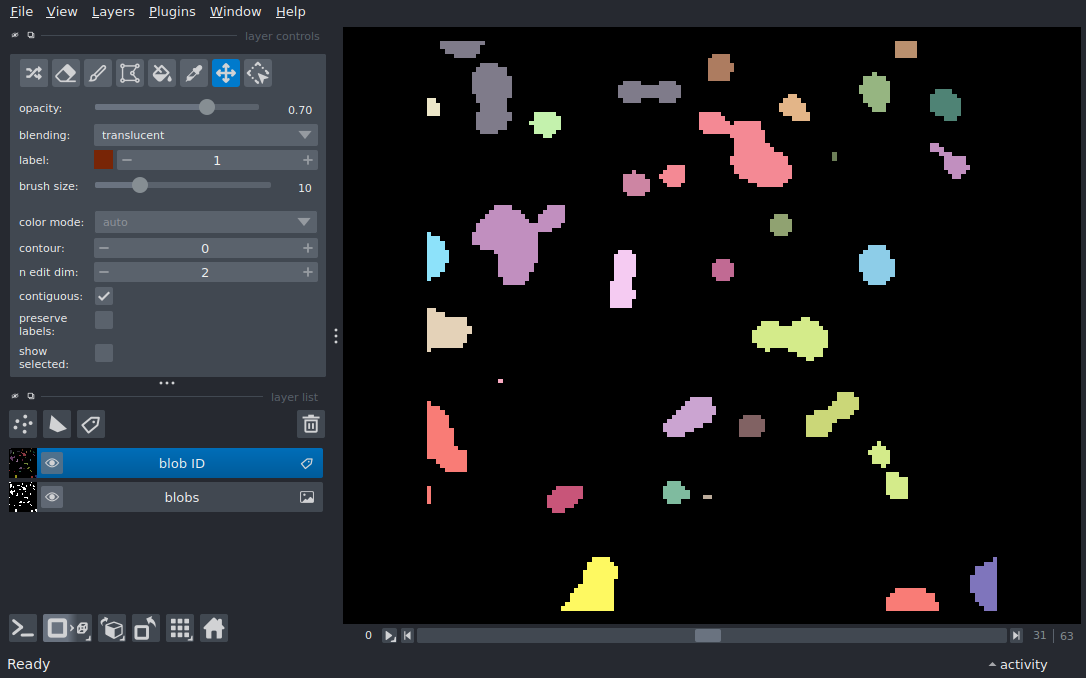 File View Layers Plugins Window Help
layer controls
opacity: 0.70
blending: translucent
label: 1
brush size: 10
color mode: auto
contour: 0
n edit dim: 2
contiguous:
preserve
labels:
show
selected:
layer list
blob ID
blobs
0 31 63
Ready activity